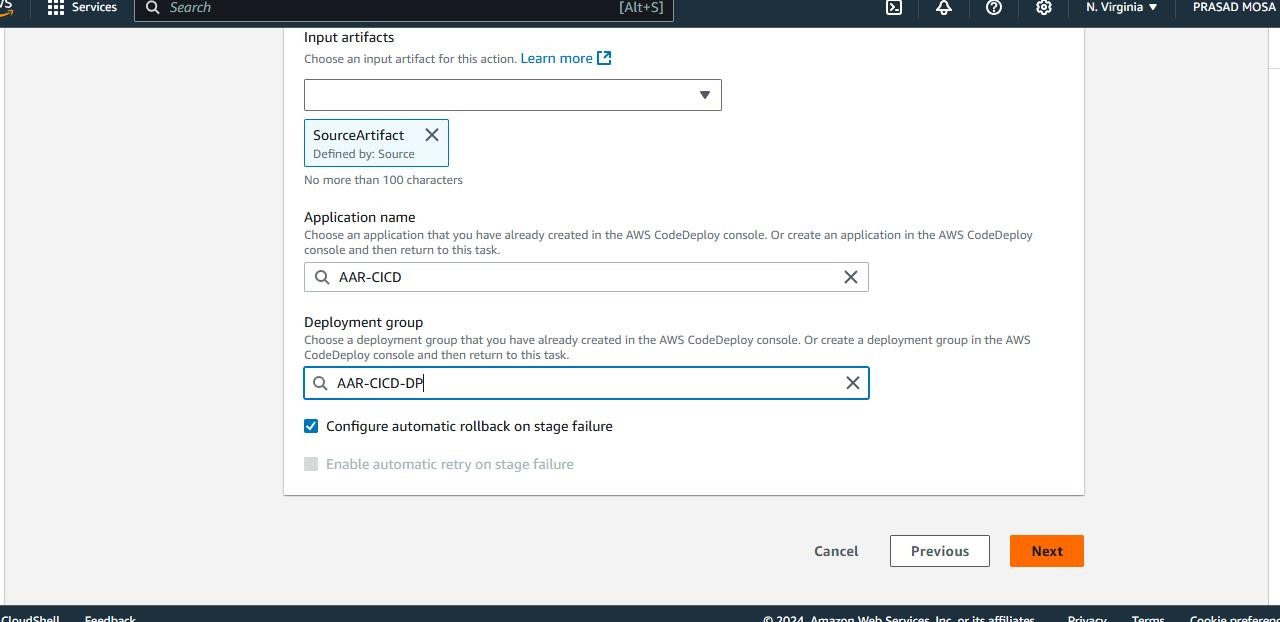 Services
Search
[Alt+S]
N. Virginia
PRASAD MOSA
Input artifacts
Choose an input artifact for this action. Learn more
SourceArtifact
Defined by: Source
No more than 100 characters
Application name
Choose an application that you have already created in the AWS CodeDeploy console. Or create an application in the AWS CodeDeploy
console and then return to this task.
AAR-CICD
Deployment group
Choose a deployment group that you have already created in the AWS CodeDeploy console. Or create a deployment group in the AWS
CodeDeploy console and then return to this task.
AAR-CICD-DP
Configure automatic rollback on stage failure
Enable automatic retry on stage failure
Cancel
Previous
Next
CloudShell
Feedback
© 2024, Amazon Web Services, Inc. or its affiliates.
Privacy
Terms
Cookie preferenc